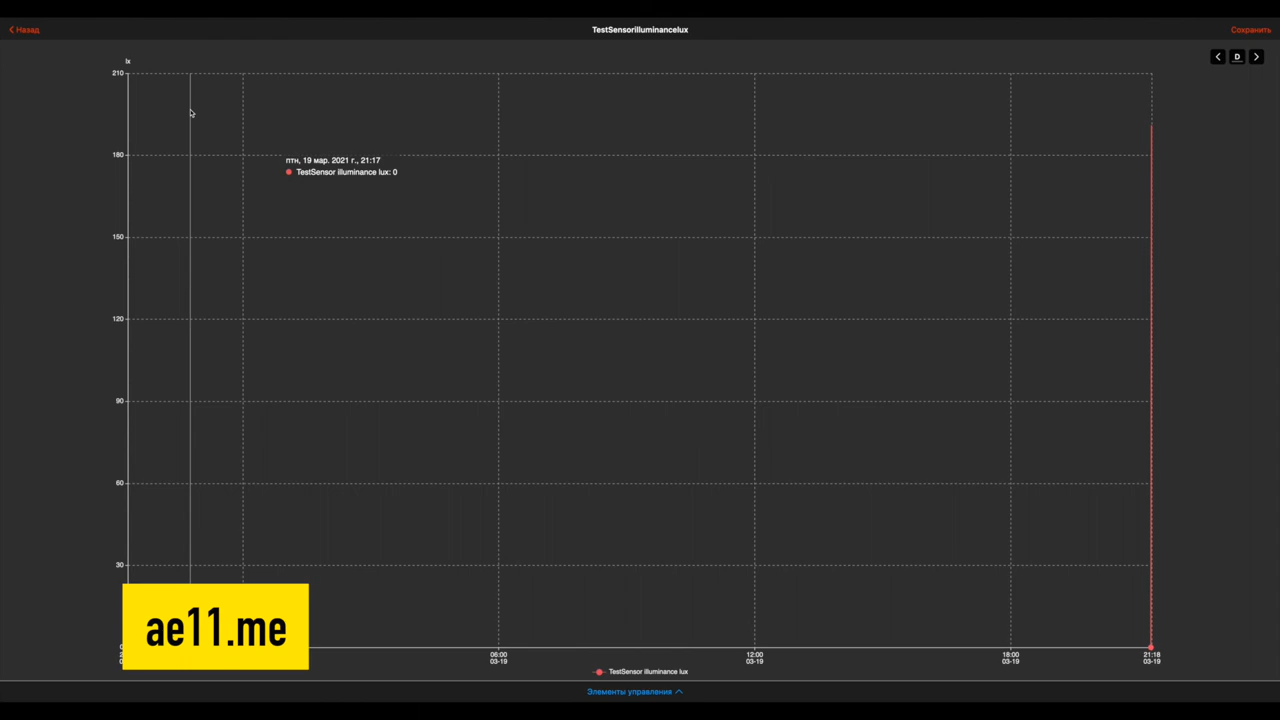 Назад
TestSensorilluminancelux
Сохранить
D
lx
210
180
150
120
90
60
30
птн, 19 мар. 2021 г., 21:17
TestSensor illuminance lux: 0
ae11.me
06:00
03-19
12:00
03-19
18:00
03-19
21:18
03-19
TestSensor illuminance lux
Элементы управления